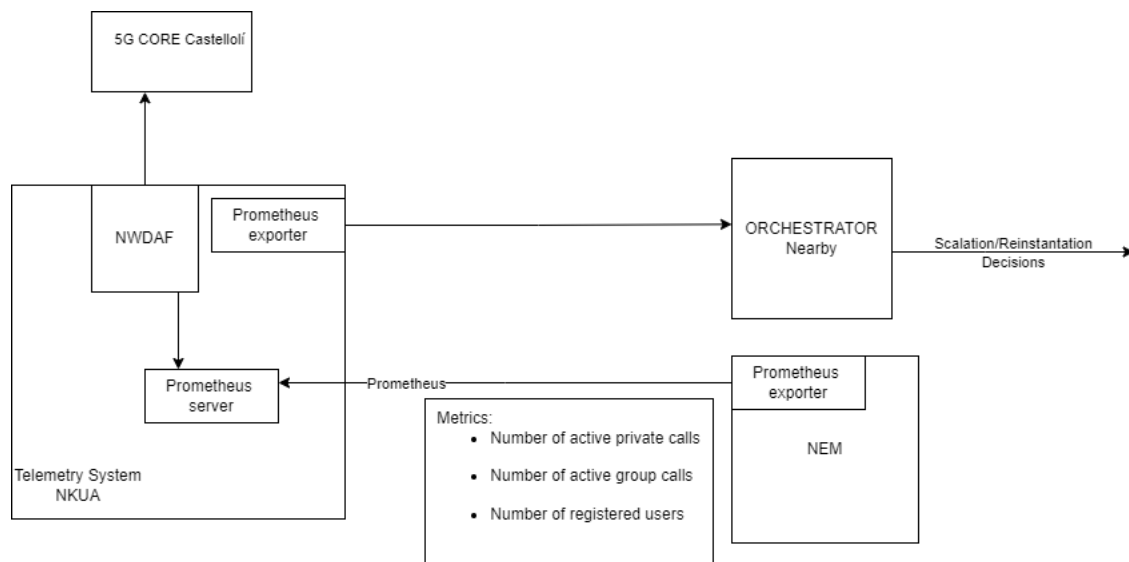 5G CORE Castellolí
NWDAF
Prometheus
exporter
ORCHESTRATOR
Nearby
Scalation/Reinstantation
Decisions
Prometheus
server
Prometheus
Prometheus
exporter
NEM
Metrics:
• Number of active private calls
• Number of active group calls
• Number of registered users
Telemetry System
NKUA